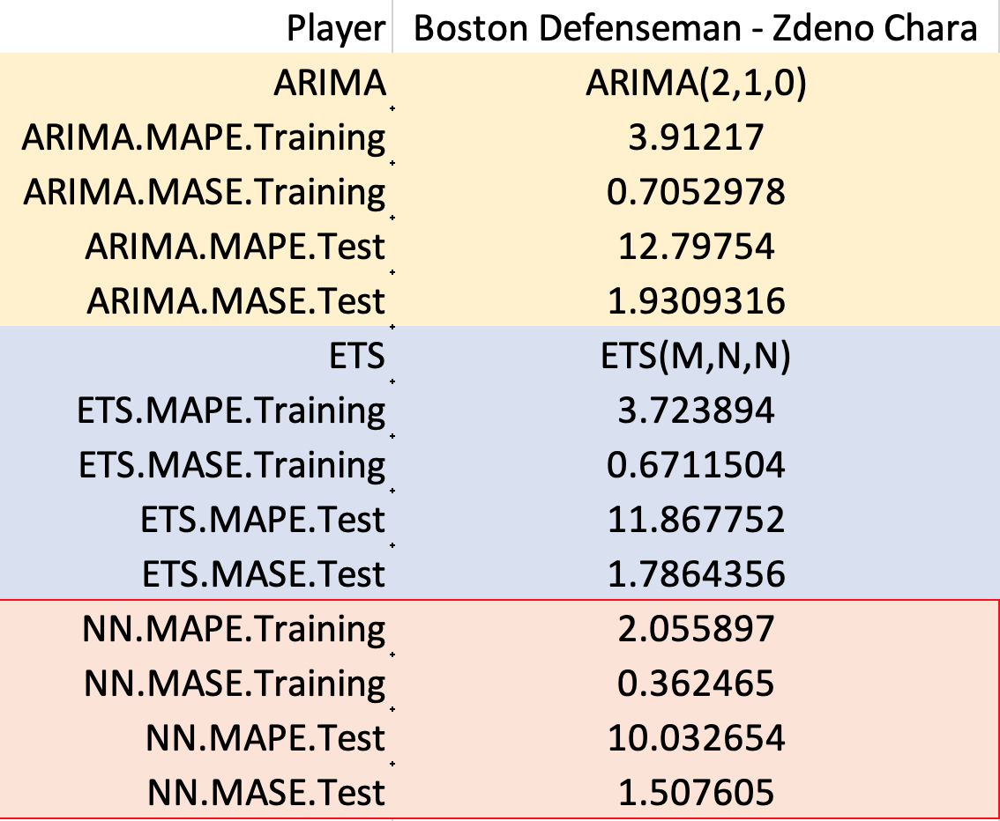 Player Boston Defenseman - Zdeno Chara
ARIMA ARIMA(2,1,0)
ARIMA.MAPE.Training 3.91217
ARIMA.MASE.Training 0.7052978
ARIMA.MAPE.Test 12.79754
ARIMA.MASE.Test 1.9309316
ETS ETS(M,N,N)
ETS.MAPE.Training 3.723894
ETS.MASE.Training 0.6711504
ETS.MAPE.Test 11.867752
ETS.MASE.Test 1.7864356
NN.MAPE.Training 2.055897
NN.MASE.Training 0.362465
NN.MAPE.Test 10.032654
NN.MASE.Test 1.507605